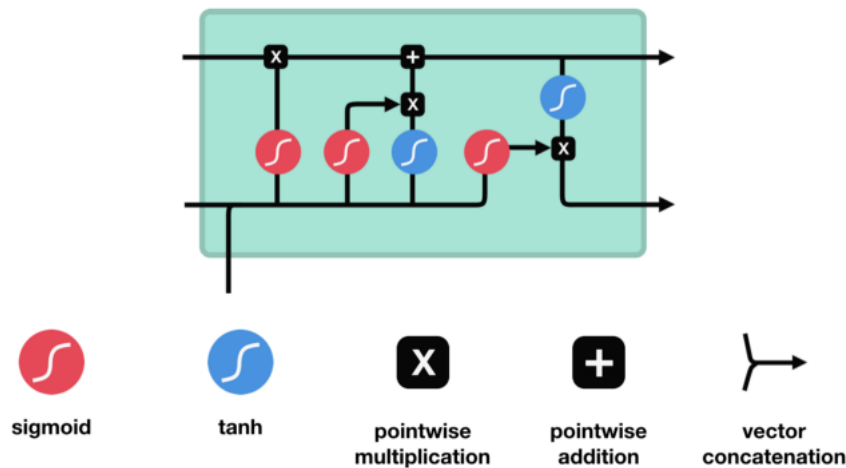 X
+
X
X
X
+
sigmoid
tanh
pointwise
multiplication
pointwise
addition
vector
concatenation